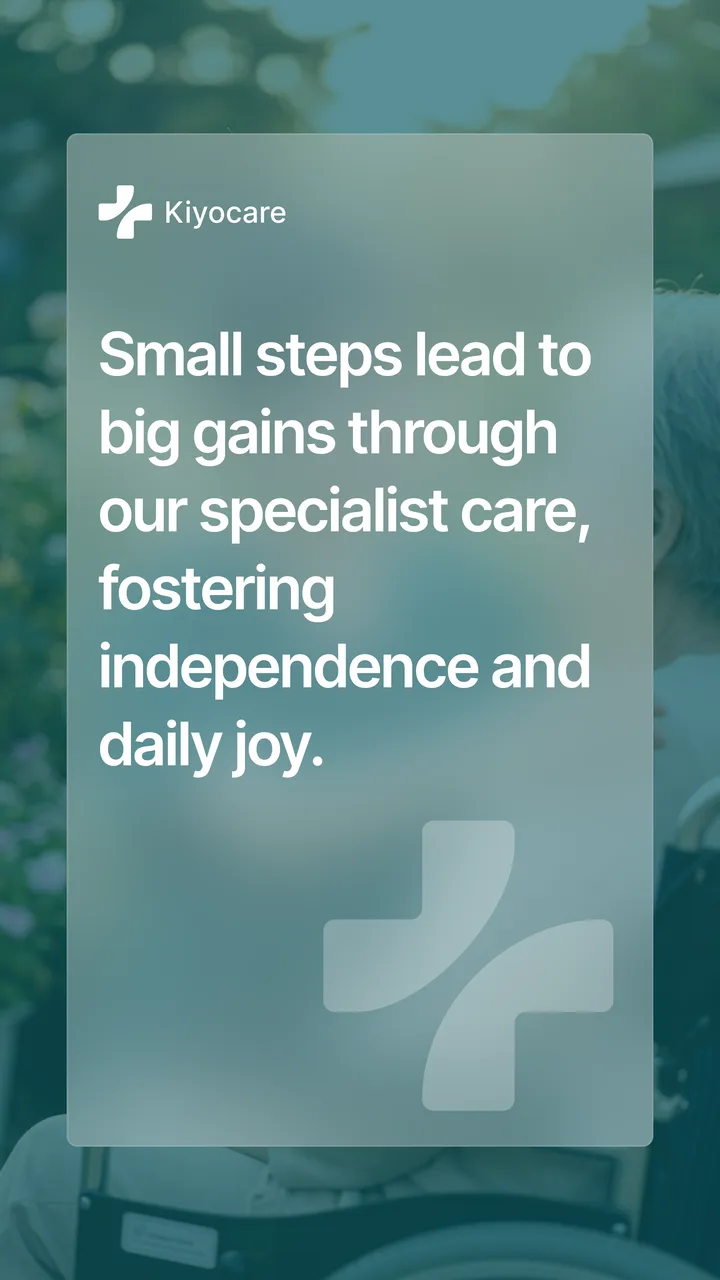 Kiyocare
Small steps lead to
big gains through
our specialist care,
fostering
independence and
daily joy.